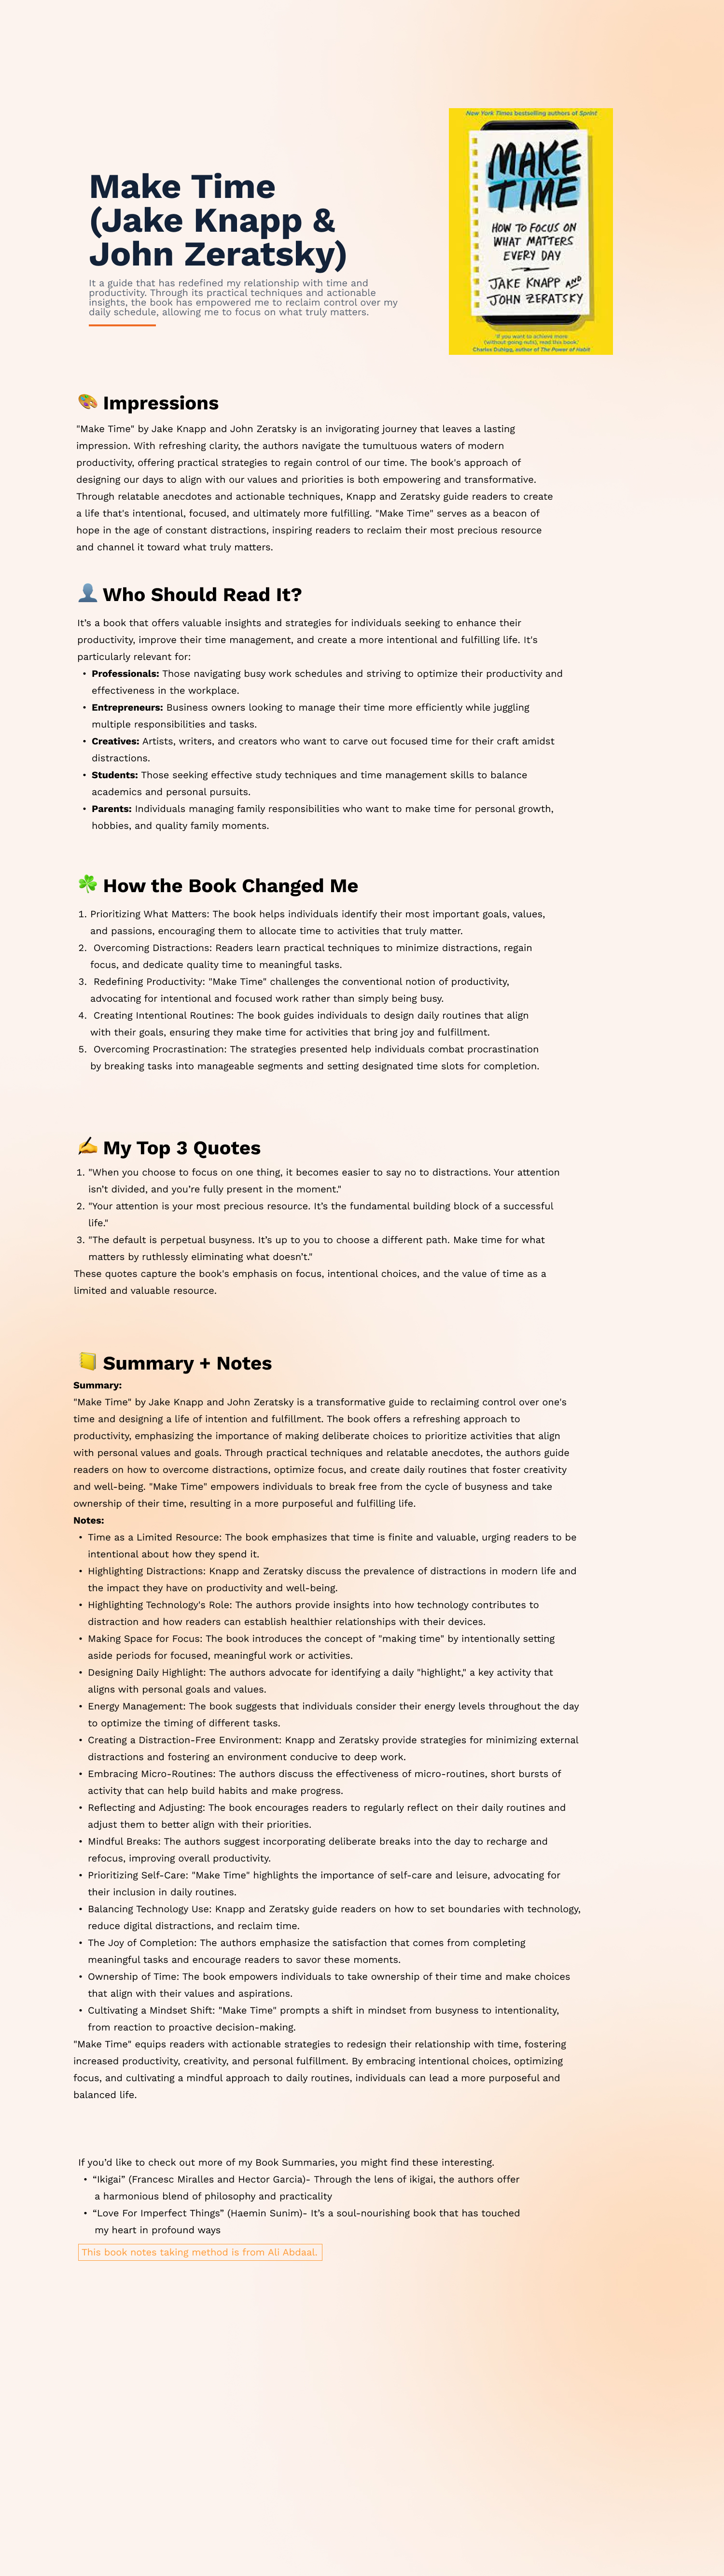 New York Times bestselling authors of Sprint
MAKE
TIME
HOW TO FOCUS ON
WHAT MATTERS
EVERY DAY
JAKE KNAPP AND
JOHN ZERATSKY
'If you want to achieve more
(without going nuts), read this book.'
Charles Duhigg, author of The Power of Habit
Make Time
(Jake Knapp &
John Zeratsky)
It a guide that has redefined my relationship with time and
productivity. Through its practical techniques and actionable
insights, the book has empowered me to reclaim control over my
daily schedule, allowing me to focus on what truly matters.
Impressions
"Make Time" by Jake Knapp and John Zeratsky is an invigorating journey that leaves a lasting
impression. With refreshing clarity, the authors navigate the tumultuous waters of modern
productivity, offering practical strategies to regain control of our time. The book's approach of
designing our days to align with our values and priorities is both empowering and transformative.
Through relatable anecdotes and actionable techniques, Knapp and Zeratsky guide readers to create
a life that's intentional, focused, and ultimately more fulfilling. "Make Time" serves as a beacon of
hope in the age of constant distractions, inspiring readers to reclaim their most precious resource
and channel it toward what truly matters.
Who Should Read It?
It's a book that offers valuable insights and strategies for individuals seeking to enhance their
productivity, improve their time management, and create a more intentional and fulfilling life. It's
particularly relevant for:
• Professionals: Those navigating busy work schedules and striving to optimize their productivity and
effectiveness in the workplace.
• Entrepreneurs: Business owners looking to manage their time more efficiently while juggling
multiple responsibilities and tasks.
• Creatives: Artists, writers, and creators who want to carve out focused time for their craft amidst
distractions.
• Students: Those seeking effective study techniques and time management skills to balance
academics and personal pursuits.
• Parents: Individuals managing family responsibilities who want to make time for personal growth,
hobbies, and quality family moments.
How the Book Changed Me
1. Prioritizing What Matters: The book helps individuals identify their most important goals, values,
and passions, encouraging them to allocate time to activities that truly matter.
2. Overcoming Distractions: Readers learn practical techniques to minimize distractions, regain
focus, and dedicate quality time to meaningful tasks.
3. Redefining Productivity: "Make Time" challenges the conventional notion of productivity,
advocating for intentional and focused work rather than simply being busy.
4. Creating Intentional Routines: The book guides individuals to design daily routines that align
with their goals, ensuring they make time for activities that bring joy and fulfillment.
5. Overcoming Procrastination: The strategies presented help individuals combat procrastination
by breaking tasks into manageable segments and setting designated time slots for completion.
My Top 3 Quotes
1. "When you choose to focus on one thing, it becomes easier to say no to distractions. Your attention
isn't divided, and you're fully present in the moment."
2. "Your attention is your most precious resource. It's the fundamental building block of a successful
life."
3. "The default is perpetual busyness. It's up to you to choose a different path. Make time for what
matters by ruthlessly eliminating what doesn't."
These quotes capture the book's emphasis on focus, intentional choices, and the value of time as a
limited and valuable resource.
Summary + Notes
Summary:
"Make Time" by Jake Knapp and John Zeratsky is a transformative guide to reclaiming control over one's
time and designing a life of intention and fulfillment. The book offers a refreshing approach to
productivity, emphasizing the importance of making deliberate choices to prioritize activities that align
with personal values and goals. Through practical techniques and relatable anecdotes, the authors guide
readers on how to overcome distractions, optimize focus, and create daily routines that foster creativity
and well-being. "Make Time" empowers individuals to break free from the cycle of busyness and take
ownership of their time, resulting in a more purposeful and fulfilling life.
Notes:
• Time as a Limited Resource: The book emphasizes that time is finite and valuable, urging readers to be
intentional about how they spend it.
• Highlighting Distractions: Knapp and Zeratsky discuss the prevalence of distractions in modern life and
the impact they have on productivity and well-being.
• Highlighting Technology's Role: The authors provide insights into how technology contributes to
distraction and how readers can establish healthier relationships with their devices.
• Making Space for Focus: The book introduces the concept of "making time" by intentionally setting
aside periods for focused, meaningful work or activities.
• Designing Daily Highlight: The authors advocate for identifying a daily "highlight," a key activity that
aligns with personal goals and values.
• Energy Management: The book suggests that individuals consider their energy levels throughout the day
to optimize the timing of different tasks.
• Creating a Distraction-Free Environment: Knapp and Zeratsky provide strategies for minimizing external
distractions and fostering an environment conducive to deep work.
• Embracing Micro-Routines: The authors discuss the effectiveness of micro-routines, short bursts of
activity that can help build habits and make progress.
• Reflecting and Adjusting: The book encourages readers to regularly reflect on their daily routines and
adjust them to better align with their priorities.
• Mindful Breaks: The authors suggest incorporating deliberate breaks into the day to recharge and
refocus, improving overall productivity.
• Prioritizing Self-Care: "Make Time" highlights the importance of self-care and leisure, advocating for
their inclusion in daily routines.
• Balancing Technology Use: Knapp and Zeratsky guide readers on how to set boundaries with technology,
reduce digital distractions, and reclaim time.
• The Joy of Completion: The authors emphasize the satisfaction that comes from completing
meaningful tasks and encourage readers to savor these moments.
• Ownership of Time: The book empowers individuals to take ownership of their time and make choices
that align with their values and aspirations.
• Cultivating a Mindset Shift: "Make Time" prompts a shift in mindset from busyness to intentionality,
from reaction to proactive decision-making.
"Make Time" equips readers with actionable strategies to redesign their relationship with time, fostering
increased productivity, creativity, and personal fulfillment. By embracing intentional choices, optimizing
focus, and cultivating a mindful approach to daily routines, individuals can lead a more purposeful and
balanced life.
If you'd like to check out more of my Book Summaries, you might find these interesting.
• "Ikigai" (Francesc Miralles and Hector Garcia)- Through the lens of ikigai, the authors offer
a harmonious blend of philosophy and practicality
• "Love For Imperfect Things" (Haemin Sunim)- It's a soul-nourishing book that has touched
my heart in profound ways
This book notes taking method is from Ali Abdaal.